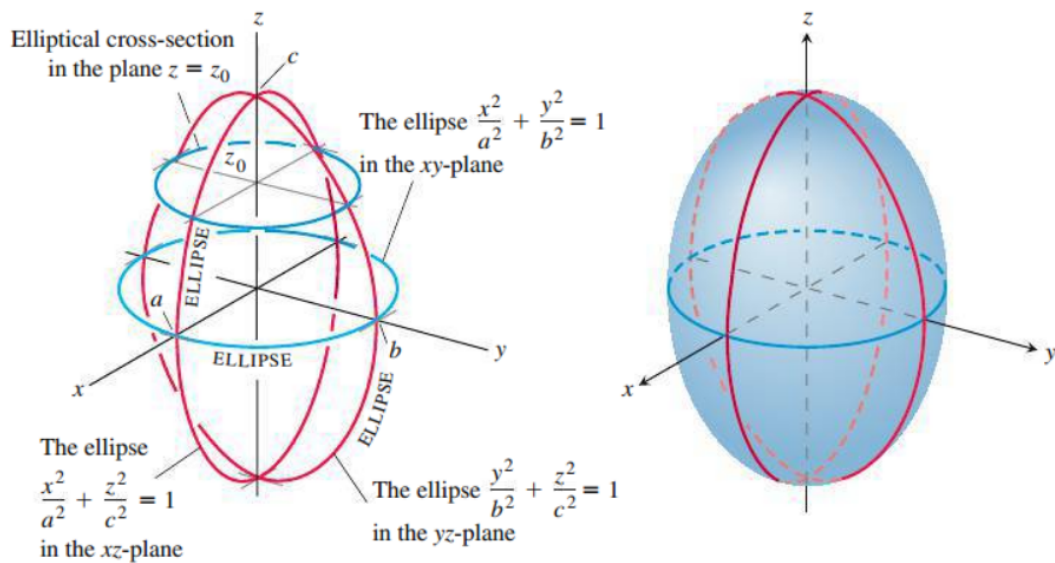 z
Elliptical cross-section
in the plane z = z₀
c
The ellipse x²/a² + y²/b² = 1
in the xy-plane
z₀
ELLIPSE
a
ELLIPSE
b
y
x
ELLIPSE
The ellipse
x²/a² + z²/c² = 1
in the xz-plane
The ellipse y²/b² + z²/c² = 1
in the yz-plane
z
y
x